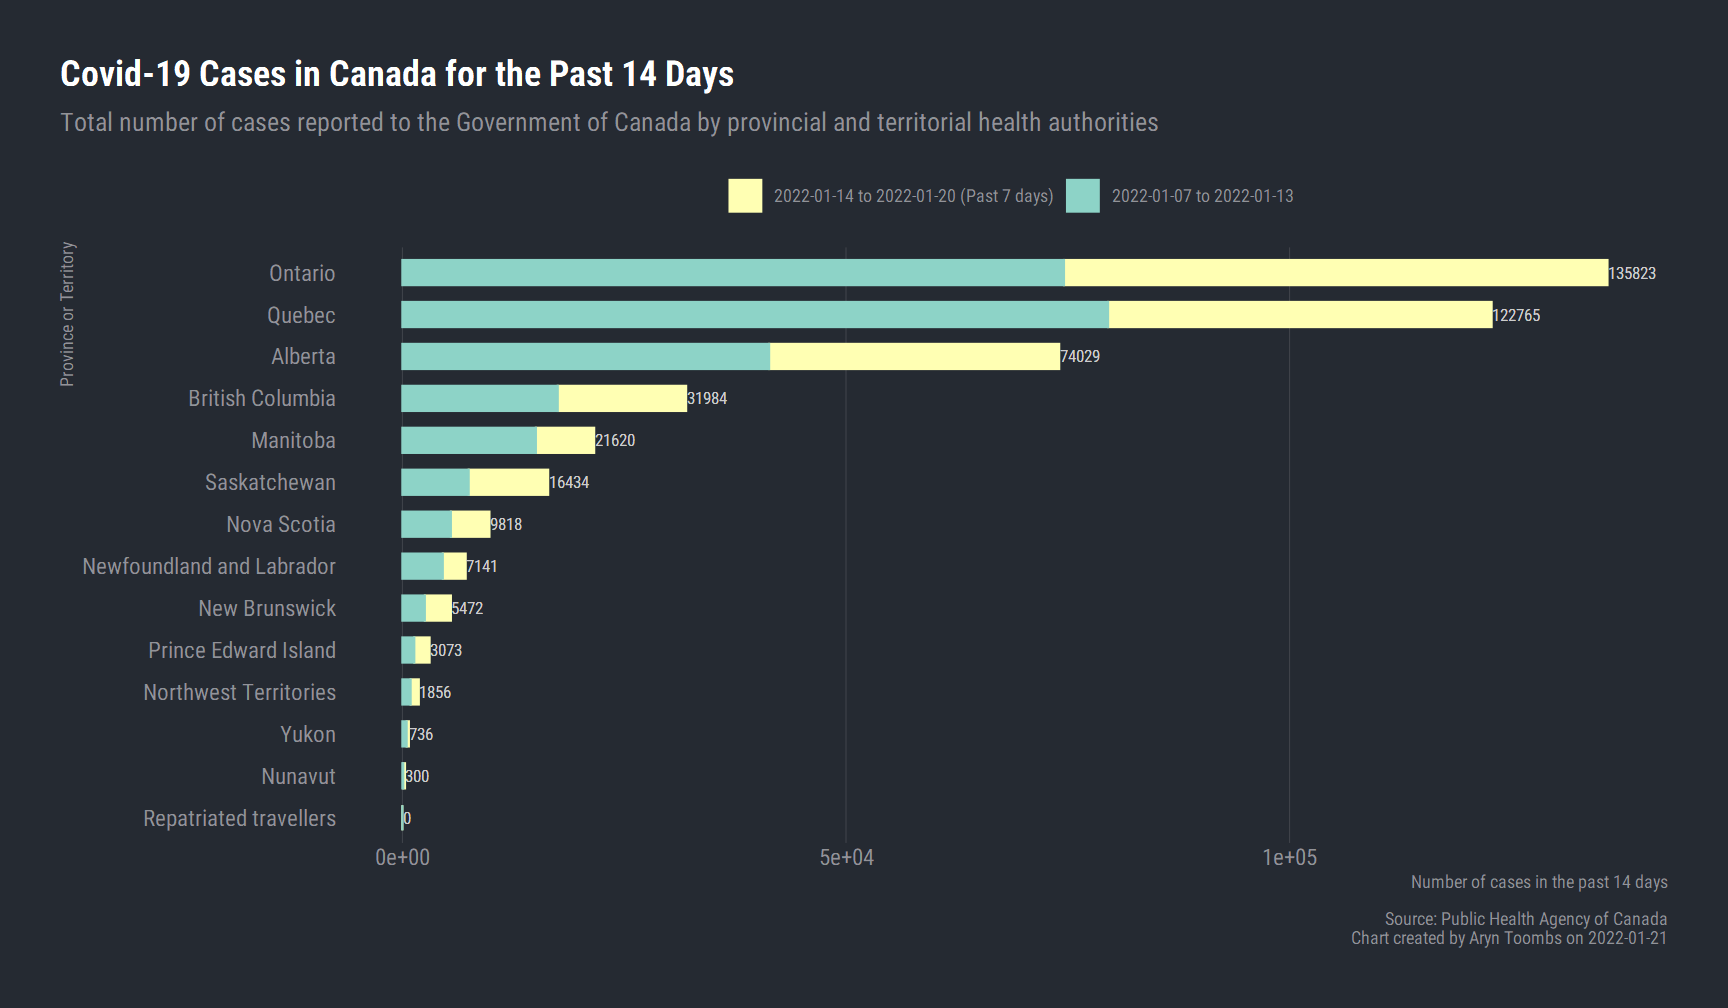 Covid-19 Cases in Canada for the Past 14 Days
Total number of cases reported to the Government of Canada by provincial and territorial health authorities
2022-01-14 to 2022-01-20 (Past 7 days)
2022-01-07 to 2022-01-13
Province or Territory
Ontario 135823
Quebec 122765
Alberta 74029
British Columbia 31984
Manitoba 21620
Saskatchewan 16434
Nova Scotia 9818
Newfoundland and Labrador 7141
New Brunswick 5472
Prince Edward Island 3073
Northwest Territories 1856
Yukon 736
Nunavut 300
Repatriated travellers 0
0e+00 5e+04 1e+05
Number of cases in the past 14 days
Source: Public Health Agency of Canada
Chart created by Aryn Toombs on 2022-01-21